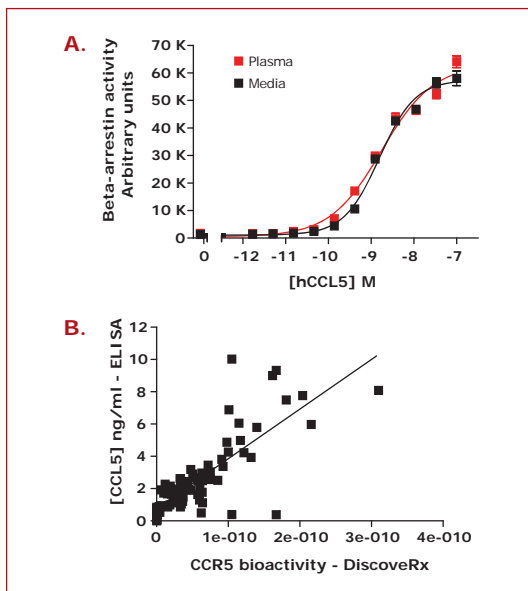 A.
Beta-arrestin activity
Arbitrary units
70 K
60 K
50 K
40 K
30 K
20 K
10 K
0
Plasma
Media
0 -12 -11 -10 -9 -8 -7
[hCCL5] M
B.
[CCL5] ng/ml - ELISA
12
10
8
6
4
2
0
0 1e-010 2e-010 3e-010 4e-010
CCR5 bioactivity - DiscoveRx